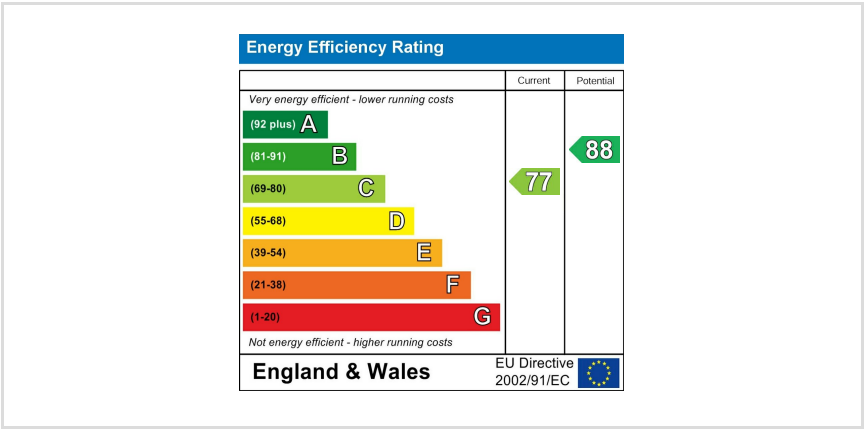 Energy Efficiency Rating
Current Potential
Very energy efficient - lower running costs
(92 plus) A
(81-91) B
(69-80) C
(55-68) D
(39-54) E
(21-38) F
(1-20) G
77
88
Not energy efficient - higher running costs
England & Wales
EU Directive
2002/91/EC